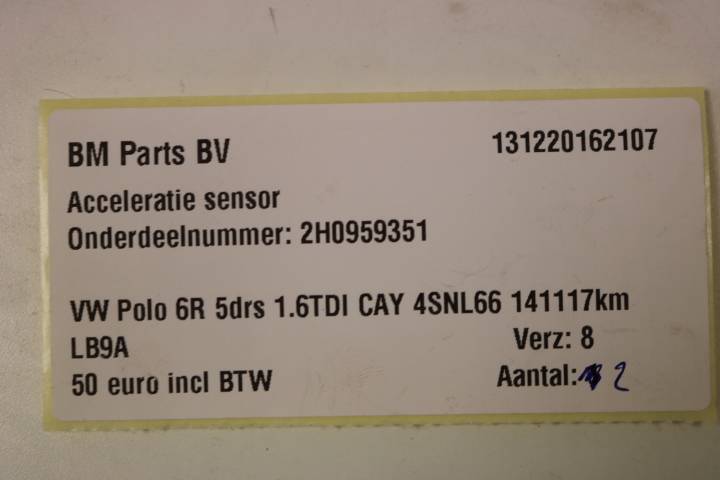 BM Parts BV 131220162107
Acceleratie sensor
Onderdeelnummer: 2H0959351
VW Polo 6R 5drs 1.6TDI CAY 4SNL66 141117km
LB9A Verz: 8
50 euro incl BTW Aantal: 2